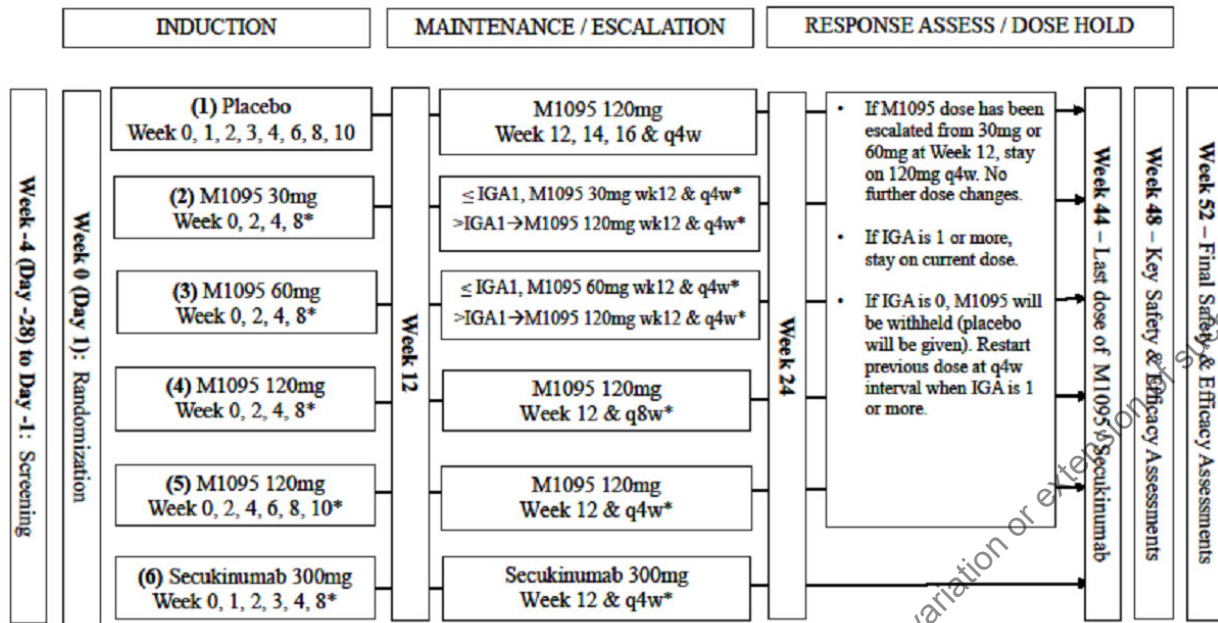 INDUCTION
MAINTENANCE / ESCALATION
RESPONSE ASSESS / DOSE HOLD
Week -4 (Day -28) to Day -1: Screening
Week 0 (Day 1): Randomization
(1) Placebo
Week 0, 1, 2, 3, 4, 6, 8, 10
(2) M1095 30mg
Week 0, 2, 4, 8*
(3) M1095 60mg
Week 0, 2, 4, 8*
(4) M1095 120mg
Week 0, 2, 4, 8*
(5) M1095 120mg
Week 0, 2, 4, 6, 8, 10*
(6) Secukinumab 300mg
Week 0, 1, 2, 3, 4, 8*
Week 12
M1095 120mg
Week 12, 14, 16 & q4w
≤ IGA1, M1095 30mg wk12 & q4w*
>IGA1→M1095 120mg wk12 & q4w*
≤ IGA1, M1095 60mg wk12 & q4w*
>IGA1→M1095 120mg wk12 & q4w*
M1095 120mg
Week 12 & q8w*
M1095 120mg
Week 12 & q4w*
Secukinumab 300mg
Week 12 & q4w*
Week 24
• If M1095 dose has been
escalated from 30mg or
60mg at Week 12, stay
on 120mg q4w. No
further dose changes.
• If IGA is 1 or more,
stay on current dose.
• If IGA is 0, M1095 will
be withheld (placebo
will be given). Restart
previous dose at q4w
interval when IGA is 1
or more.
Week 44 – Last dose of M1095 / Secukinumab
Week 48 – Key Safety & Efficacy Assessments
Week 52 – Final Safety & Efficacy Assessments
variation or extension of